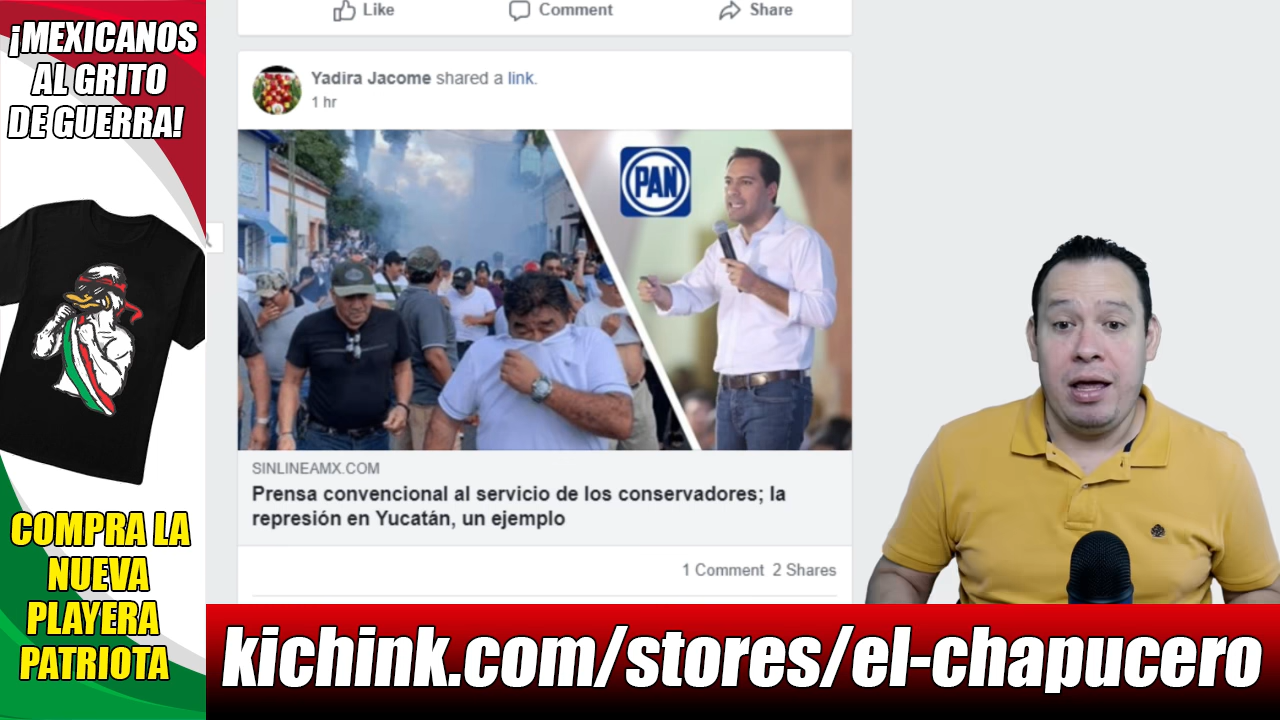 ¡MEXICANOS
AL GRITO
DE GUERRA!
COMPRA LA
NUEVA
PLAYERA
PATRIOTA
Like
Comment
Share
Yadira Jacome shared a link.
1 hr
PAN
SINLINEAMX.COM
Prensa convencional al servicio de los conservadores; la
represión en Yucatán, un ejemplo
1 Comment 2 Shares
kichink.com/stores/el-chapucero